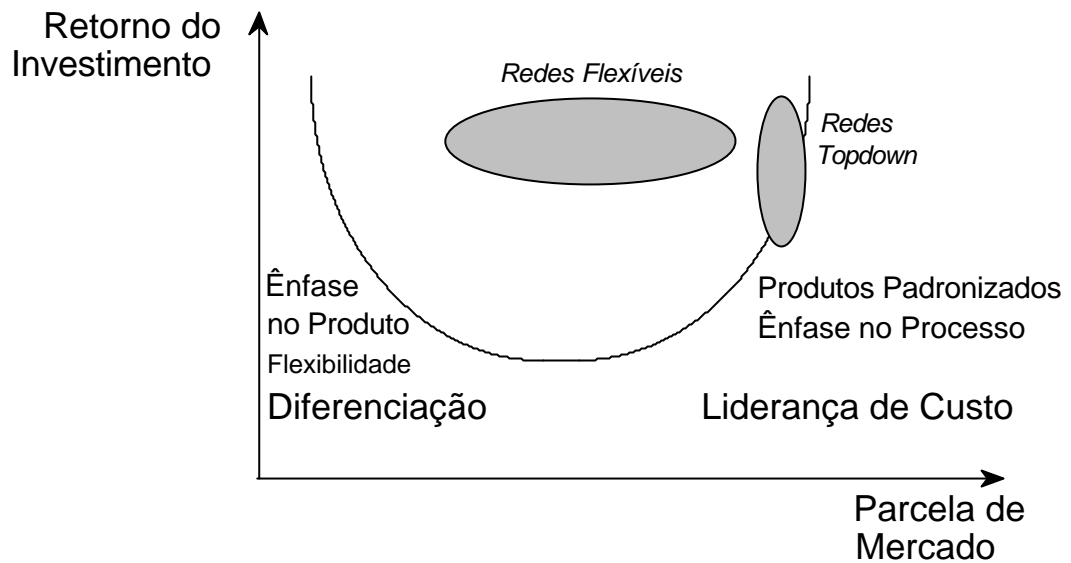 Retorno do
Investimento
Redes Flexíveis
Redes
Topdown
Ênfase
no Produto
Flexibilidade
Diferenciação
Produtos Padronizados
Ênfase no Processo
Liderança de Custo
Parcela de
Mercado